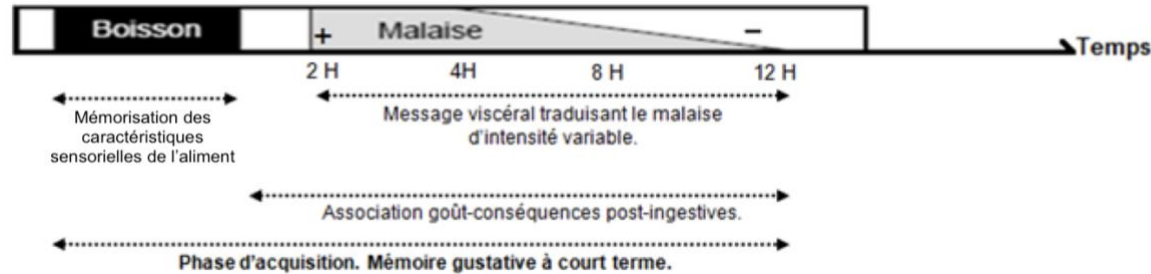 Boisson
+ Malaise –
Temps
2 H 4H 8 H 12 H
Mémorisation des
caractéristiques
sensorielles de l'aliment
Message viscéral traduisant le malaise
d'intensité variable.
Association goût-conséquences post-ingestives.
Phase d'acquisition. Mémoire gustative à court terme.